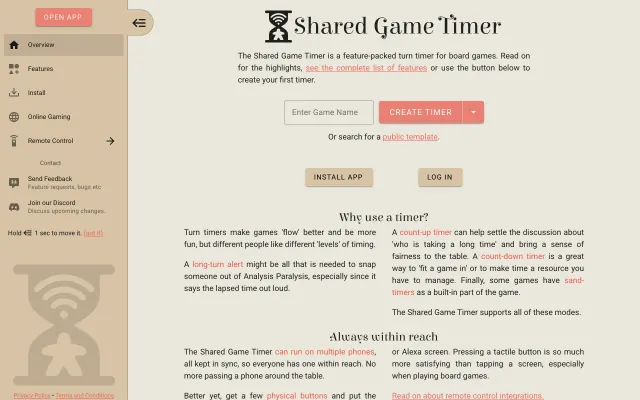 OPEN APP
Overview
Features
Install
Online Gaming
Remote Control
Contact
Send Feedback
Feature requests, bugs etc
Join our Discord
Discuss upcoming changes.
Hold 1 sec to move it. (got it)
Privacy Policy • Terms and Conditions
Shared Game Timer
The Shared Game Timer is a feature-packed turn timer for board games. Read on
for the highlights, see the complete list of features or use the button below to
create your first timer.
Enter Game Name
CREATE TIMER
Or search for a public template.
INSTALL APP
LOG IN
Why use a timer?
Turn timers make games 'flow' better and be more
fun, but different people like different 'levels' of timing.
A long-turn alert might be all that is needed to snap
someone out of Analysis Paralysis, especially since it
says the lapsed time out loud.
A count-up timer can help settle the discussion about
'who is taking a long time' and bring a sense of
fairness to the table. A count-down timer is a great
way to 'fit a game in' or to make time a resource you
have to manage. Finally, some games have sand-
timers as a built-in part of the game.
The Shared Game Timer supports all of these modes.
Always within reach
The Shared Game Timer can run on multiple phones,
all kept in sync, so everyone has one within reach. No
more passing a phone around the table.
Better yet, get a few physical buttons and put the
or Alexa screen. Pressing a tactile button is so much
more satisfying than tapping a screen, especially
when playing board games.
Read on about remote control integrations.